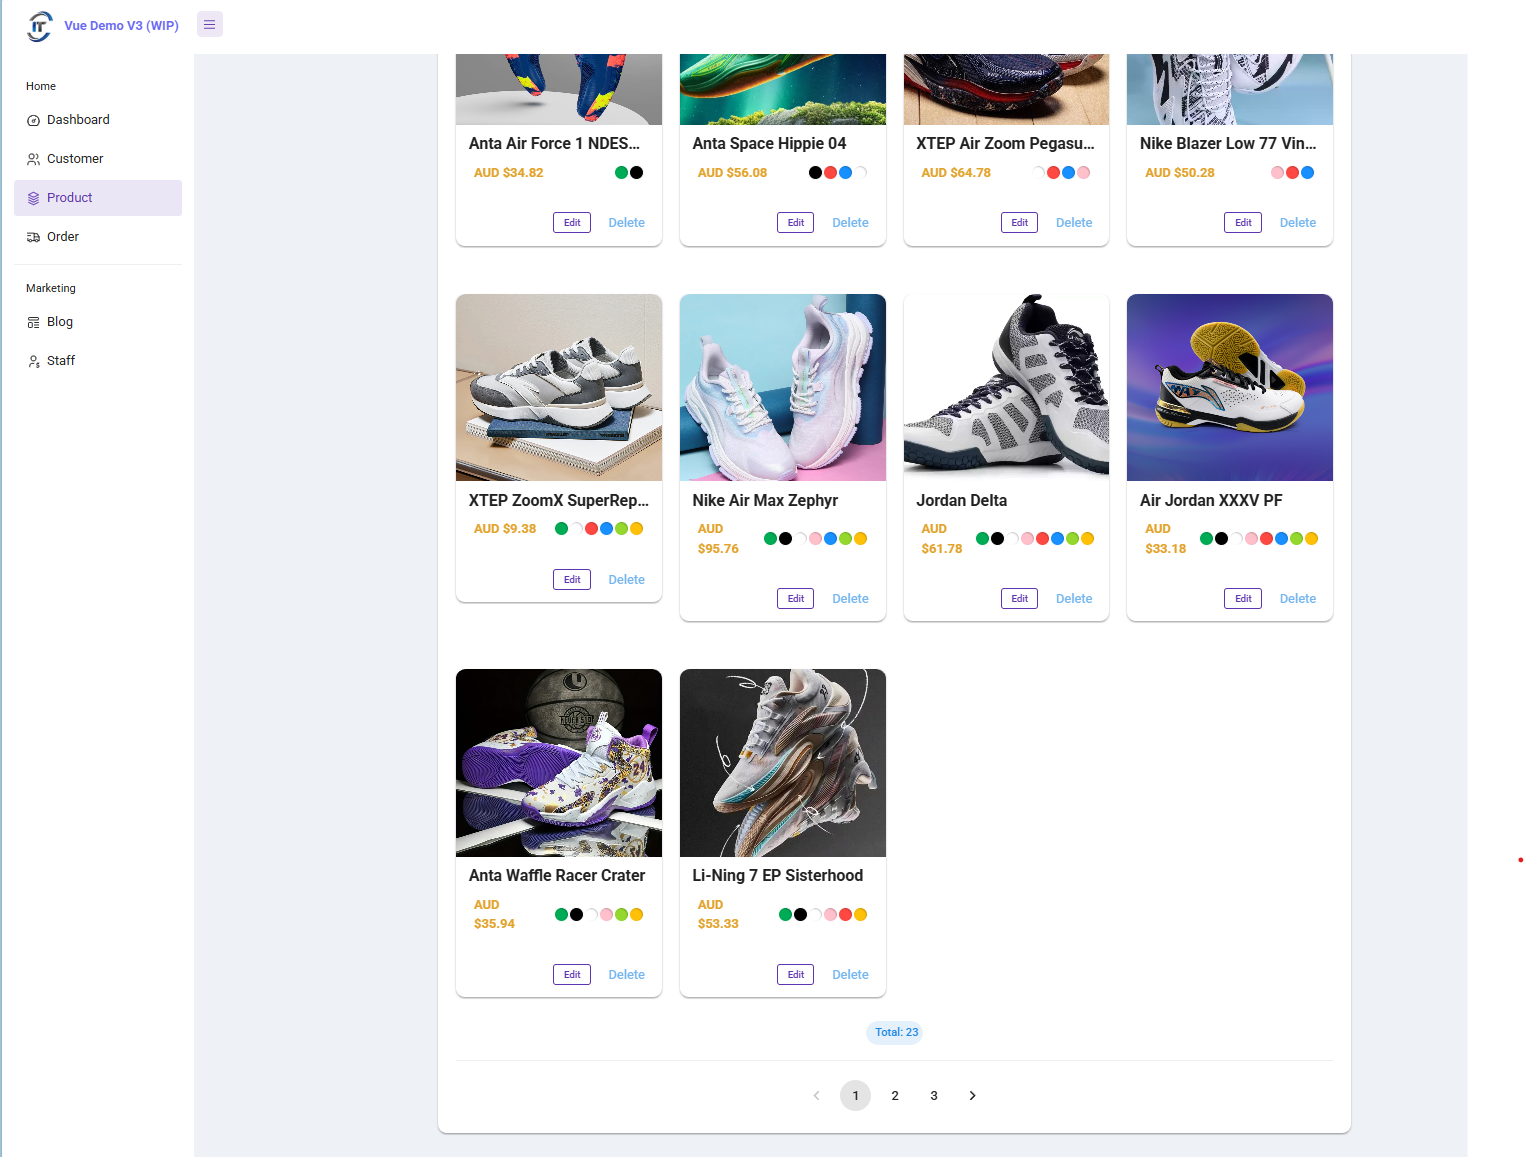 Vue Demo V3 (WIP)
Home
Dashboard
Customer
Product
Order
Marketing
Blog
Staff
Anta Air Force 1 NDES...
AUD $34.82
Edit
Delete
Anta Space Hippie 04
AUD $56.08
Edit
Delete
XTEP Air Zoom Pegasu...
AUD $64.78
Edit
Delete
Nike Blazer Low 77 Vin...
AUD $50.28
Edit
Delete
XTEP ZoomX SuperRep...
AUD $9.38
Edit
Delete
Nike Air Max Zephyr
AUD
$95.76
Edit
Delete
Jordan Delta
AUD
$61.78
Edit
Delete
Air Jordan XXXV PF
AUD
$33.18
Edit
Delete
24
Anta Waffle Racer Crater
AUD
$35.94
Edit
Delete
Li-Ning 7 EP Sisterhood
AUD
$53.33
Edit
Delete
Total: 23
1
2
3